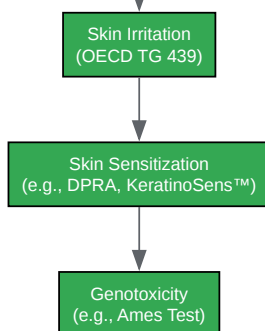 Skin Irritation
(OECD TG 439)
Skin Sensitization
(e.g., DPRA, KeratinoSens™)
Genotoxicity
(e.g., Ames Test)